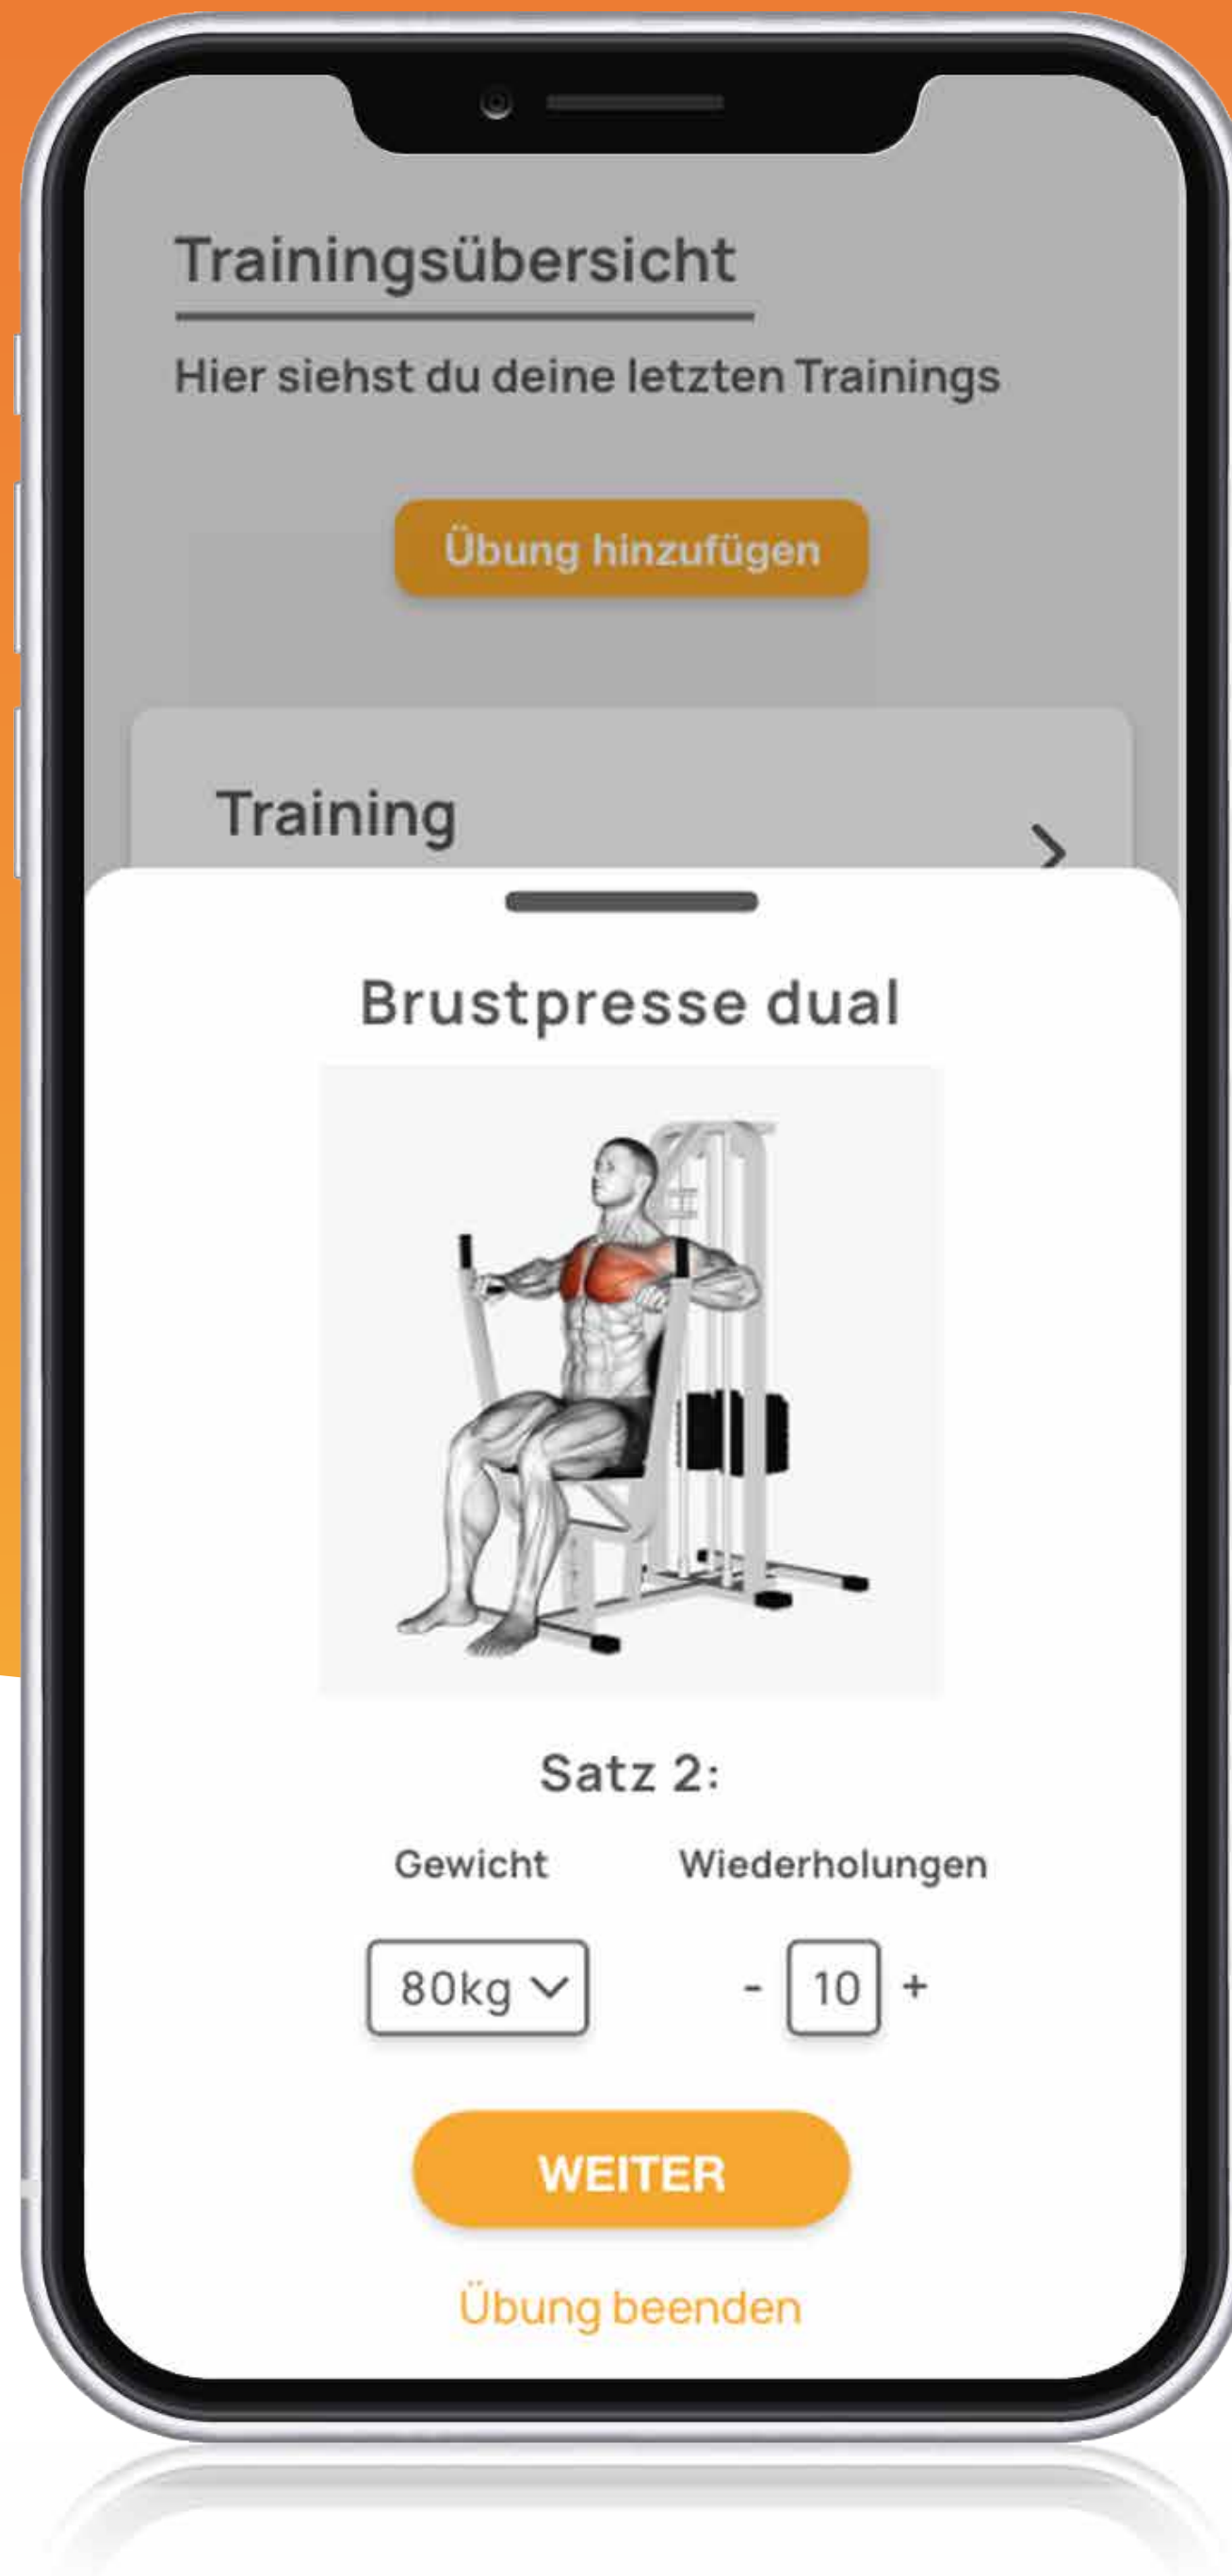 Trainingsübersicht
Hier siehst du deine letzten Trainings
Übung hinzufügen
Training
Brustpresse dual
Satz 2:
Gewicht Wiederholungen
80kg - 10 +
WEITER
Übung beenden